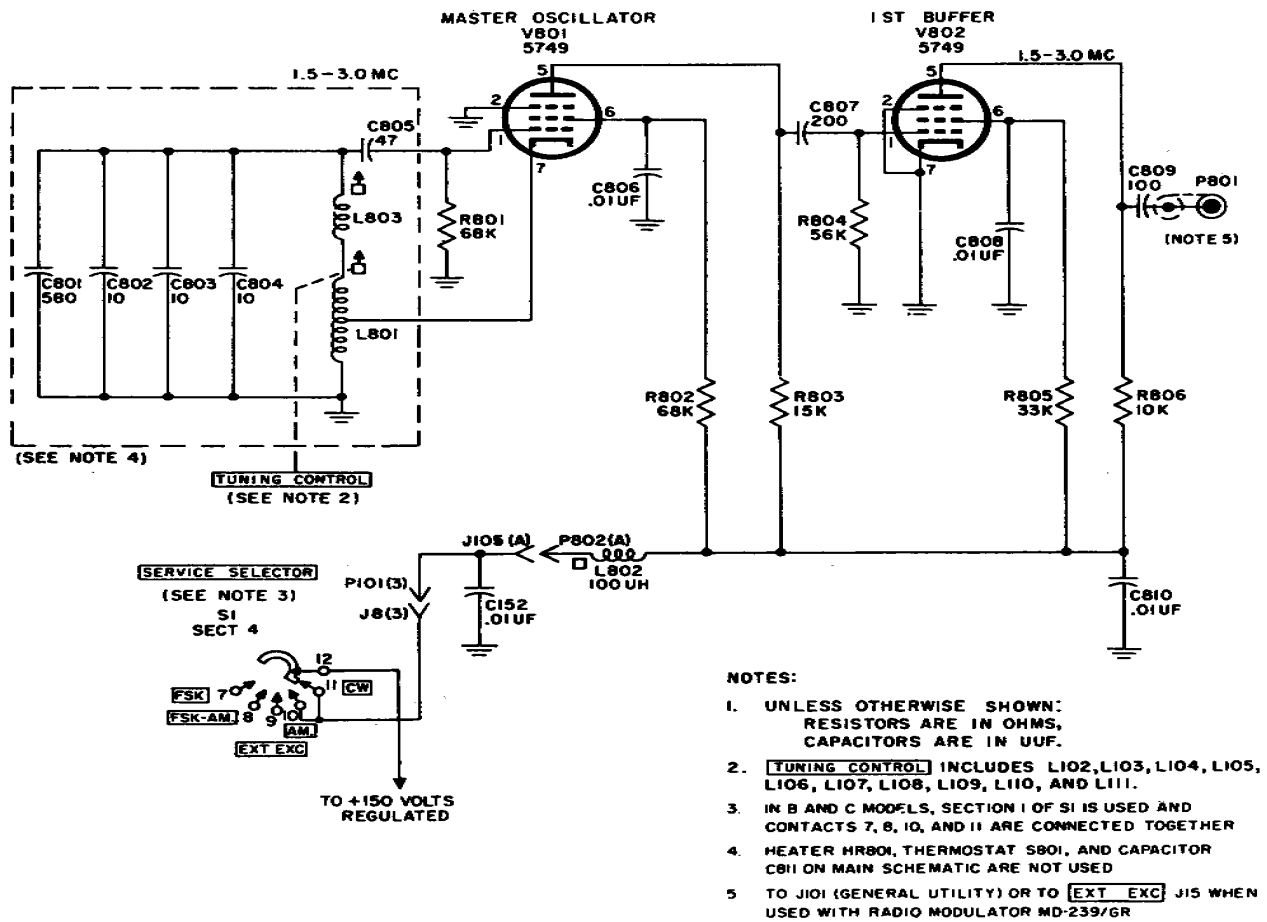 MASTER OSCILLATOR
V801
5749
1ST BUFFER
V802
5749
1.5-3.0 MC
1.5-3.0 MC
5
2
1
6
7
5
2
1
6
7
C805
47
C807
200
C806
.01UF
R801
68K
L803
C801
580
C802
10
C803
10
C804
10
L801
R804
56K
C808
.01UF
C809
100
P801
(NOTE 5)
R802
68K
R803
15K
R805
33K
R806
10K
(SEE NOTE 4)
TUNING CONTROL
(SEE NOTE 2)
J105(A)
P802(A)
L802
100UH
SERVICE SELECTOR
(SEE NOTE 3)
S1
SECT 4
P101(3)
J8(3)
C152
.01UF
C810
.01UF
12
11 CW
FSK 7
FSK-AM. 8
9
10
AM.
EXT EXC
TO +150 VOLTS
REGULATED
NOTES:
1. UNLESS OTHERWISE SHOWN:
RESISTORS ARE IN OHMS,
CAPACITORS ARE IN UUF.
2. TUNING CONTROL INCLUDES L102, L103, L104, L105,
L106, L107, L108, L109, L110, AND L111.
3. IN B AND C MODELS, SECTION 1 OF S1 IS USED AND
CONTACTS 7, 8, 10, AND 11 ARE CONNECTED TOGETHER
4. HEATER HR801, THERMOSTAT S801, AND CAPACITOR
C811 ON MAIN SCHEMATIC ARE NOT USED
5 TO J101 (GENERAL UTILITY) OR TO EXT EXC J15 WHEN
USED WITH RADIO MODULATOR MD-239/GR